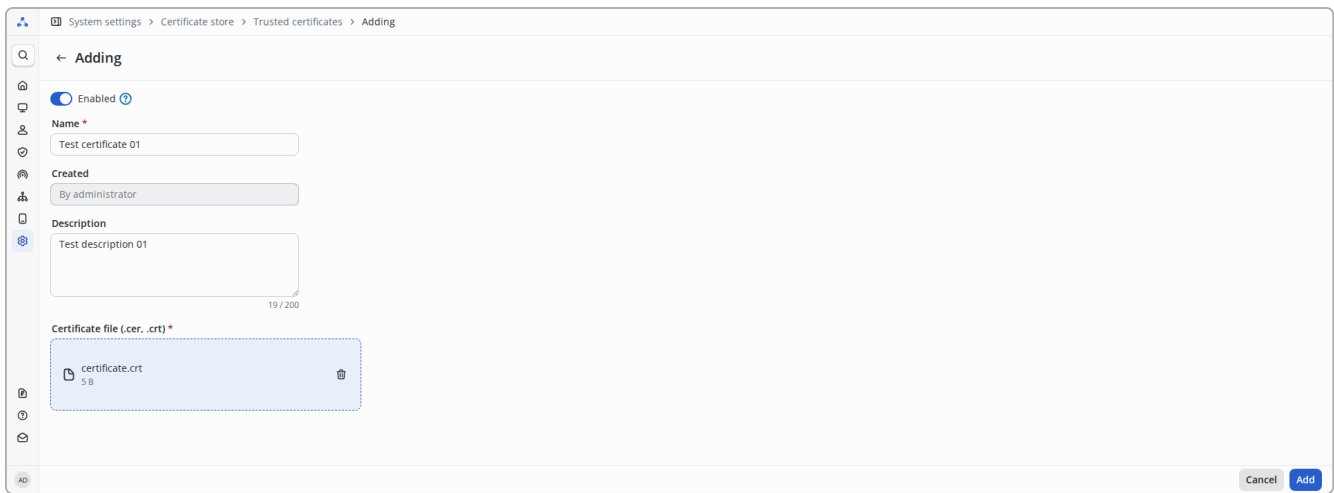 System settings > Certificate store > Trusted certificates > Adding
← Adding
Enabled ?
Name *
Test certificate 01
Created
By administrator
Description
Test description 01
19 / 200
Certificate file (.cer, .crt) *
certificate.crt
5 B
AD
Cancel Add